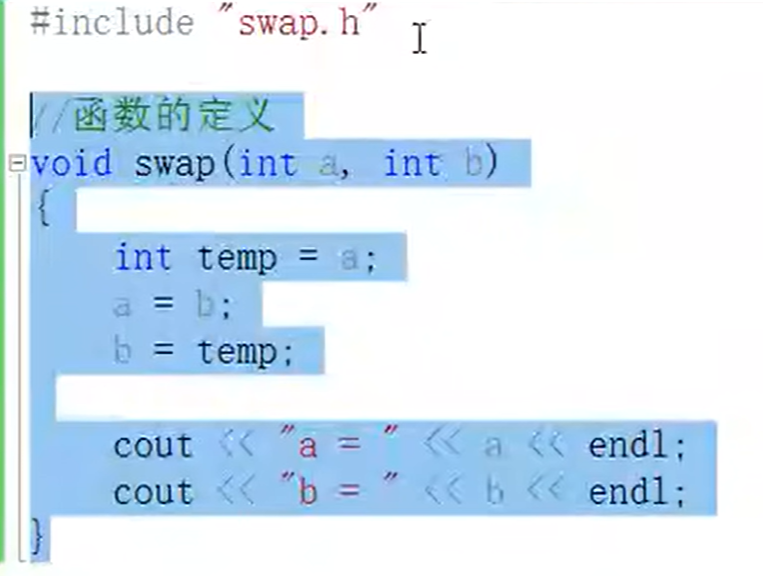 #include "swap.h"
//函数的定义
void swap(int a, int b)
{
int temp = a;
a = b;
b = temp;
cout << "a = " << a << endl;
cout << "b = " << b << endl;
}